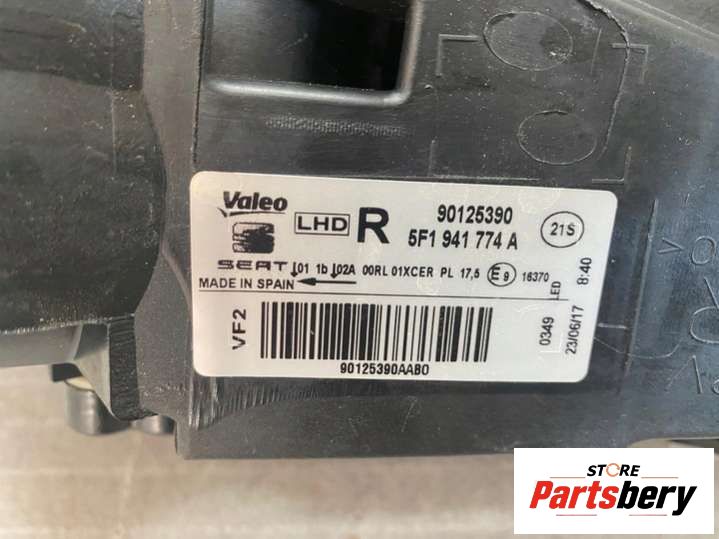 Valeo
LHD R
90125390
5F1 941 774 A
21S
SEAT
01 1b 02A 00RL 01XCER PL 17,5 E9 16370
MADE IN SPAIN
LED
8:40
VF2
0349
23/06/17
90125390AAB0
STORE
Partsbery